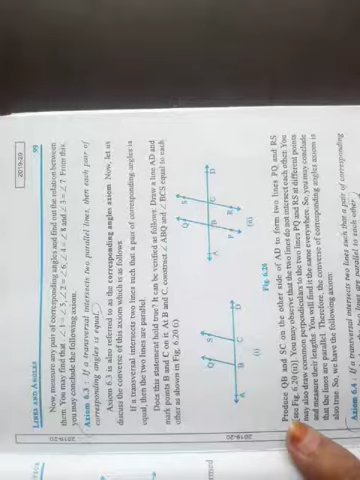 2019-20
LINES AND ANGLES 99
Now, measure any pair of corresponding angles and find out the relation between
them. You may find that : ∠ 1 = ∠ 5, ∠ 2 = ∠ 6, ∠ 4 = ∠ 8 and ∠ 3 = ∠ 7. From this,
you may conclude the following axiom.
Axiom 6.3 : If a transversal intersects two parallel lines, then each pair of
corresponding angles is equal.
Axiom 6.3 is also referred to as the corresponding angles axiom. Now, let us
discuss the converse of this axiom which is as follows:
If a transversal intersects two lines such that a pair of corresponding angles is
equal, then the two lines are parallel.
Does this statement hold true? It can be verified as follows: Draw a line AD and
mark points B and C on it. At B and C, construct ∠ ABQ and ∠ BCS equal to each
other as shown in Fig. 6.20 (i).
Q S
A B C D
(i)
Q S
A B C D
P R
(ii)
Fig. 6.20
Produce QB and SC on the other side of AD to form two lines PQ and RS
[see Fig. 6.20 (ii)]. You may observe that the two lines do not intersect each other. You
may also draw common perpendiculars to the two lines PQ and RS at different points
and measure their lengths. You will find it the same everywhere. So, you may conclude
that the lines are parallel. Therefore, the converse of corresponding angles axiom is
also true. So, we have the following axiom:
Axiom 6.4 : If a transversal intersects two lines such that a pair of corresponding
two lines are parallel to each other.
2019-20
2019-20